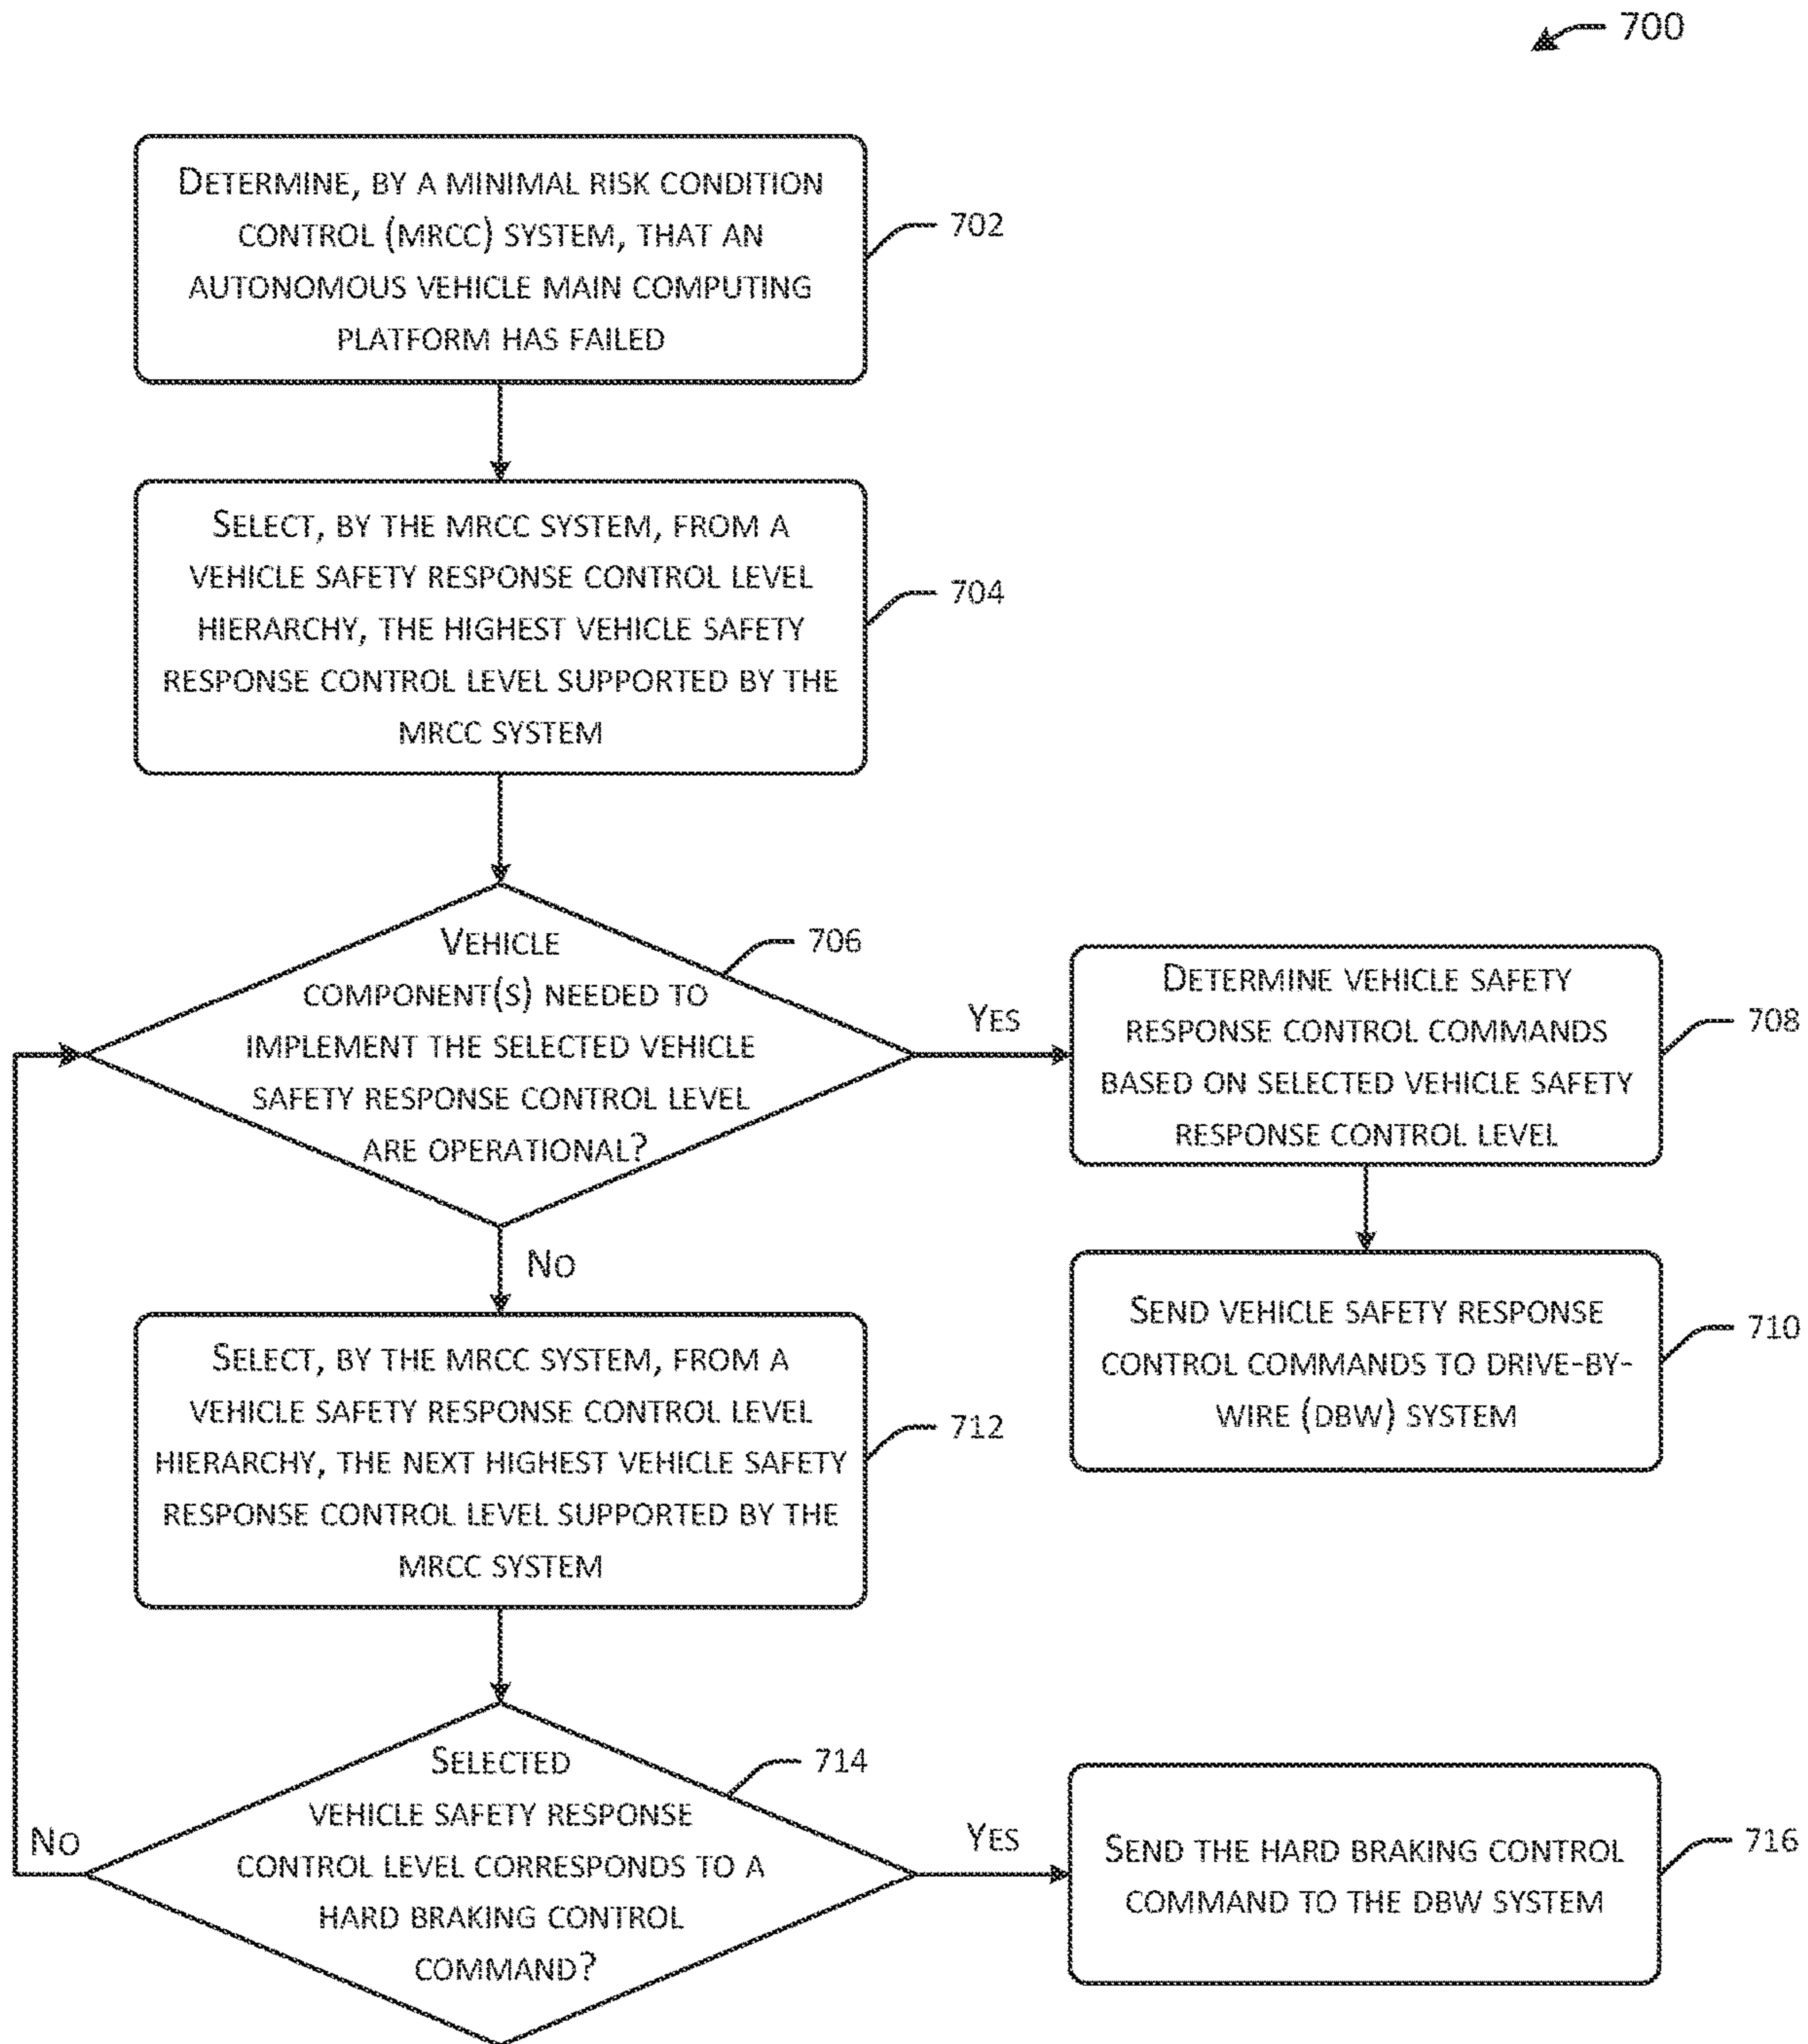 700
DETERMINE, BY A MINIMAL RISK CONDITION
CONTROL (MRCC) SYSTEM, THAT AN
AUTONOMOUS VEHICLE MAIN COMPUTING
PLATFORM HAS FAILED
702
SELECT, BY THE MRCC SYSTEM, FROM A
VEHICLE SAFETY RESPONSE CONTROL LEVEL
HIERARCHY, THE HIGHEST VEHICLE SAFETY
RESPONSE CONTROL LEVEL SUPPORTED BY THE
MRCC SYSTEM
704
VEHICLE
COMPONENT(S) NEEDED TO
IMPLEMENT THE SELECTED VEHICLE
SAFETY RESPONSE CONTROL LEVEL
ARE OPERATIONAL?
706
YES
DETERMINE VEHICLE SAFETY
RESPONSE CONTROL COMMANDS
BASED ON SELECTED VEHICLE SAFETY
RESPONSE CONTROL LEVEL
708
NO
SEND VEHICLE SAFETY RESPONSE
CONTROL COMMANDS TO DRIVE-BY-
WIRE (DBW) SYSTEM
710
SELECT, BY THE MRCC SYSTEM, FROM A
VEHICLE SAFETY RESPONSE CONTROL LEVEL
HIERARCHY, THE NEXT HIGHEST VEHICLE SAFETY
RESPONSE CONTROL LEVEL SUPPORTED BY THE
MRCC SYSTEM
712
SELECTED
VEHICLE SAFETY RESPONSE
CONTROL LEVEL CORRESPONDS TO A
HARD BRAKING CONTROL
COMMAND?
714
NO
YES
SEND THE HARD BRAKING CONTROL
COMMAND TO THE DBW SYSTEM
716